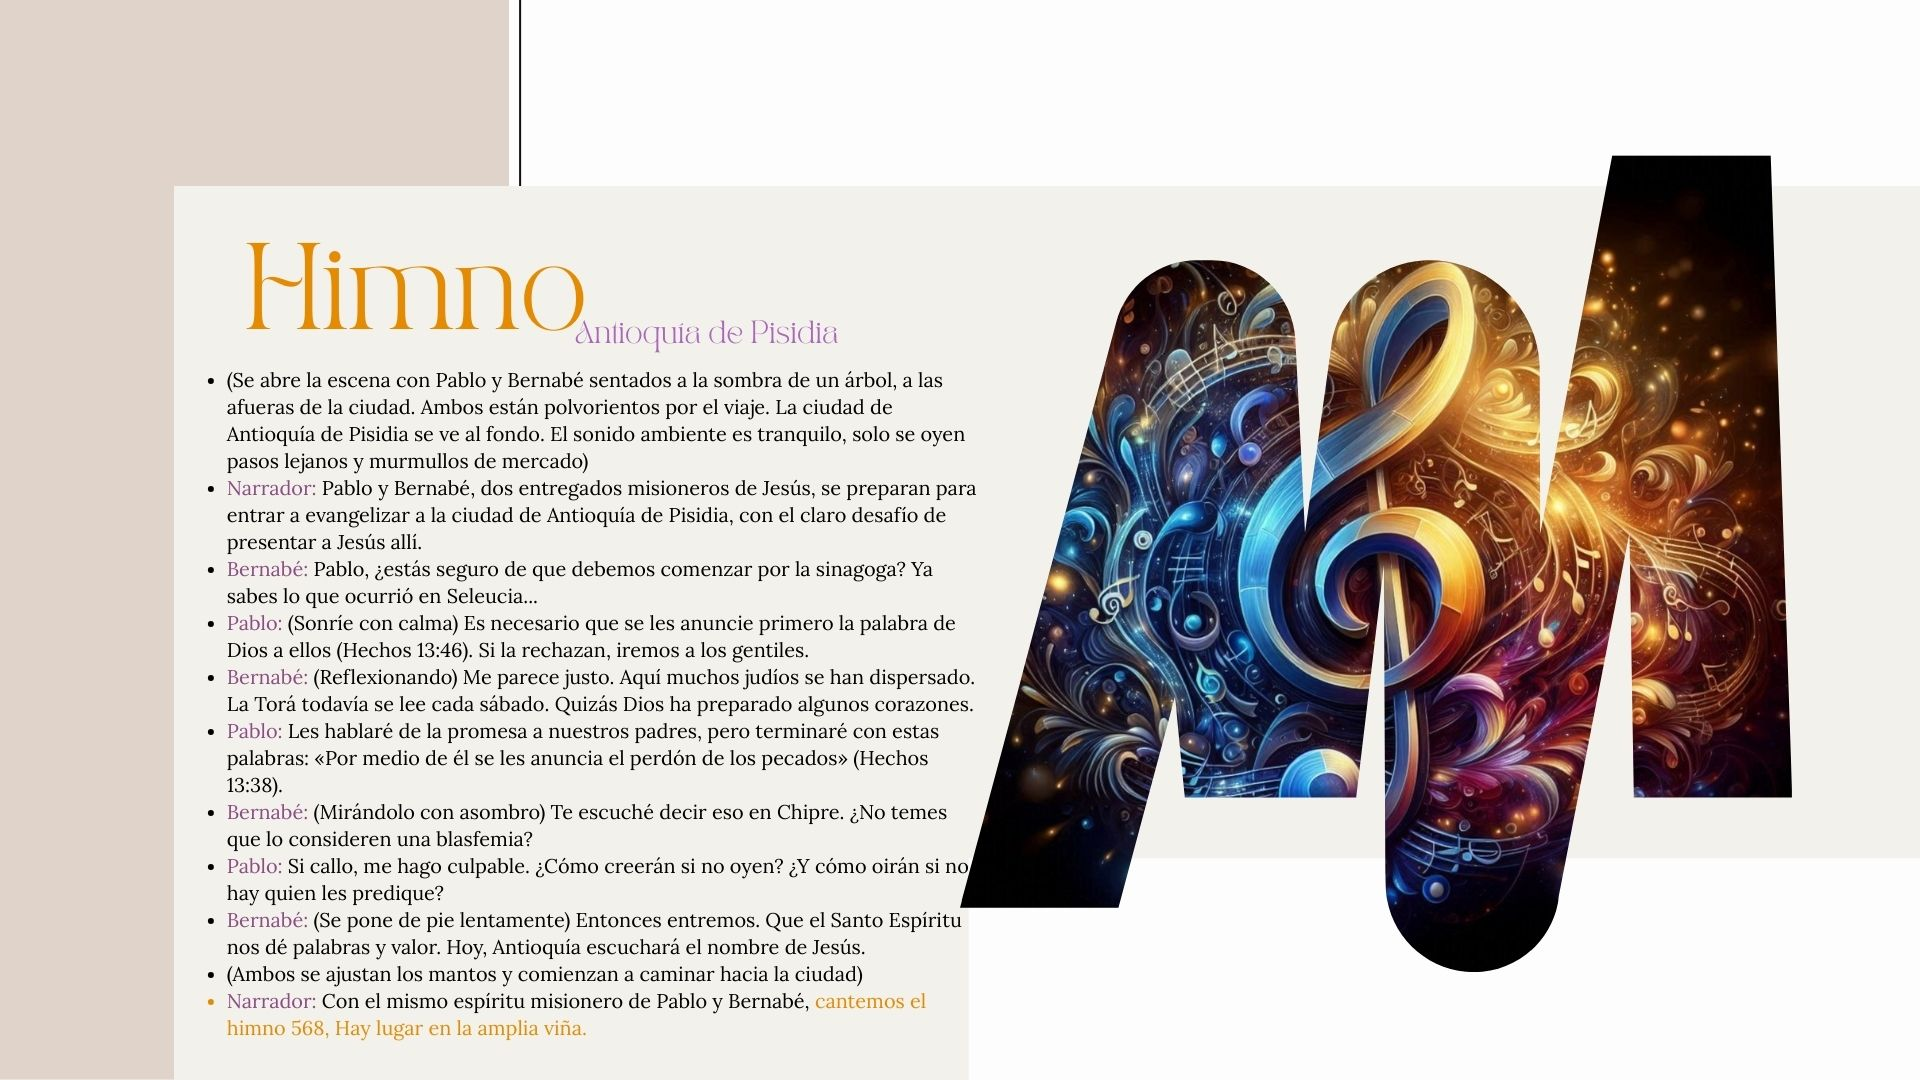 Himno
Antioquía de Pisidia
• (Se abre la escena con Pablo y Bernabé sentados a la sombra de un árbol, a las
afueras de la ciudad. Ambos están polvorientos por el viaje. La ciudad de
Antioquía de Pisidia se ve al fondo. El sonido ambiente es tranquilo, solo se oyen
pasos lejanos y murmullos de mercado)
• Narrador: Pablo y Bernabé, dos entregados misioneros de Jesús, se preparan para
entrar a evangelizar a la ciudad de Antioquía de Pisidia, con el claro desafío de
presentar a Jesús allí.
• Bernabé: Pablo, ¿estás seguro de que debemos comenzar por la sinagoga? Ya
sabes lo que ocurrió en Seleucia...
• Pablo: (Sonríe con calma) Es necesario que se les anuncie primero la palabra de
Dios a ellos (Hechos 13:46). Si la rechazan, iremos a los gentiles.
• Bernabé: (Reflexionando) Me parece justo. Aquí muchos judíos se han dispersado.
La Torá todavía se lee cada sábado. Quizás Dios ha preparado algunos corazones.
• Pablo: Les hablaré de la promesa a nuestros padres, pero terminaré con estas
palabras: «Por medio de él se les anuncia el perdón de los pecados» (Hechos
13:38).
• Bernabé: (Mirándolo con asombro) Te escuché decir eso en Chipre. ¿No temes
que lo consideren una blasfemia?
• Pablo: Si callo, me hago culpable. ¿Cómo creerán si no oyen? ¿Y cómo oirán si no
hay quien les predique?
• Bernabé: (Se pone de pie lentamente) Entonces entremos. Que el Santo Espíritu
nos dé palabras y valor. Hoy, Antioquía escuchará el nombre de Jesús.
• (Ambos se ajustan los mantos y comienzan a caminar hacia la ciudad)
• Narrador: Con el mismo espíritu misionero de Pablo y Bernabé, cantemos el
himno 568, Hay lugar en la amplia viña.